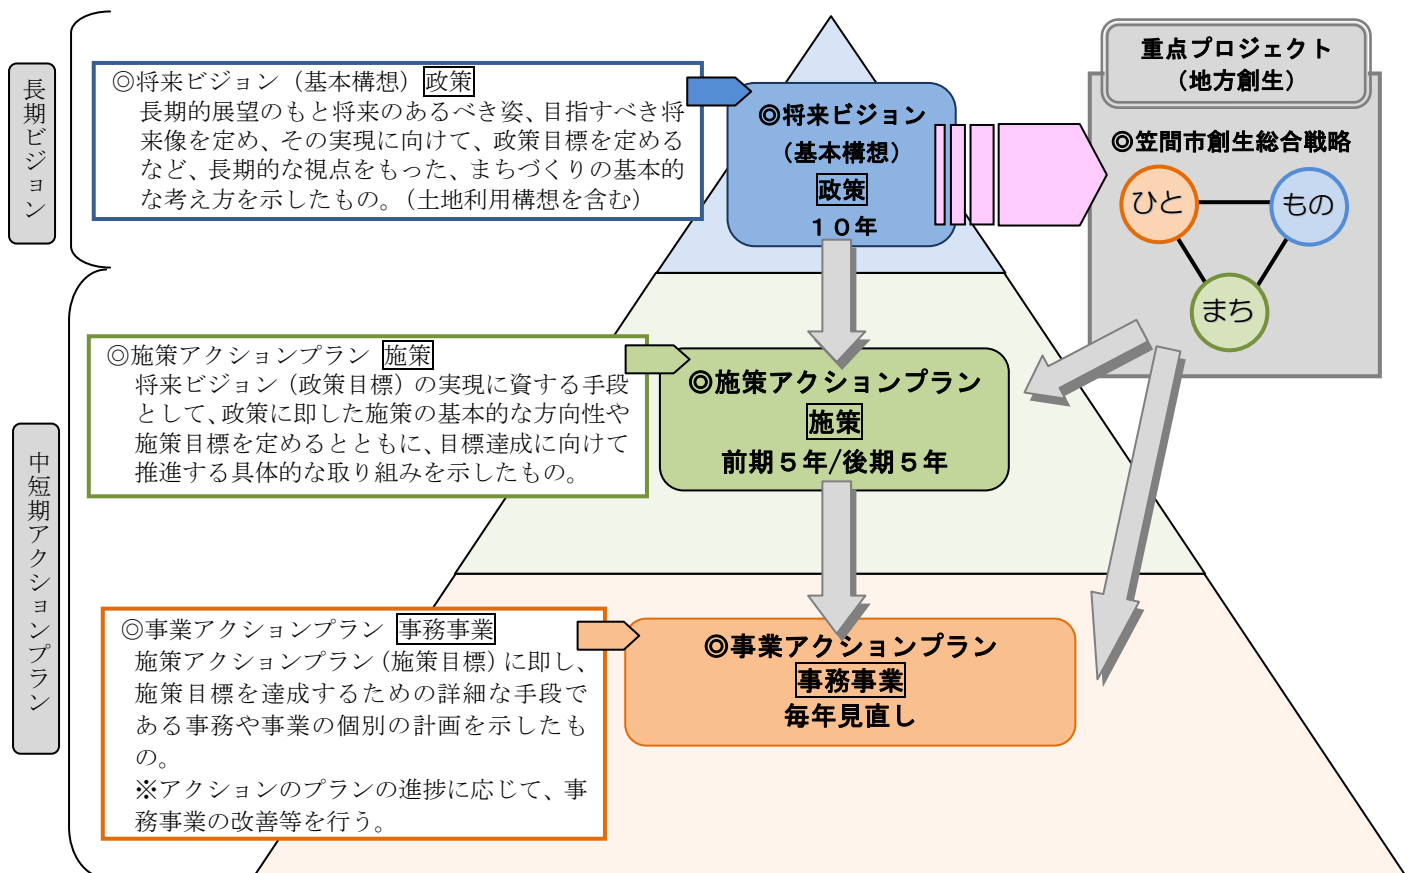 長期ビジョン
◎将来ビジョン（基本構想）政策
長期的展望のもと将来のあるべき姿、目指すべき将
来像を定め、その実現に向けて、政策目標を定める
など、長期的な視点をもった、まちづくりの基本的
な考え方を示したもの。（土地利用構想を含む）
◎将来ビジョン
（基本構想）
政策
１０年
重点プロジェクト
（地方創生）
◎笠間市創生総合戦略
ひと
もの
まち
中短期アクションプラン
◎施策アクションプラン 施策
将来ビジョン（政策目標）の実現に資する手段
として、政策に即した施策の基本的な方向性や
施策目標を定めるとともに、目標達成に向けて
推進する具体的な取り組みを示したもの。
◎施策アクションプラン
施策
前期５年/後期５年
◎事業アクションプラン 事務事業
施策アクションプラン（施策目標）に即し、
施策目標を達成するための詳細な手段で
ある事務や事業の個別の計画を示したも
の。
※アクションのプランの進捗に応じて、事
務事業の改善等を行う。
◎事業アクションプラン
事務事業
毎年見直し